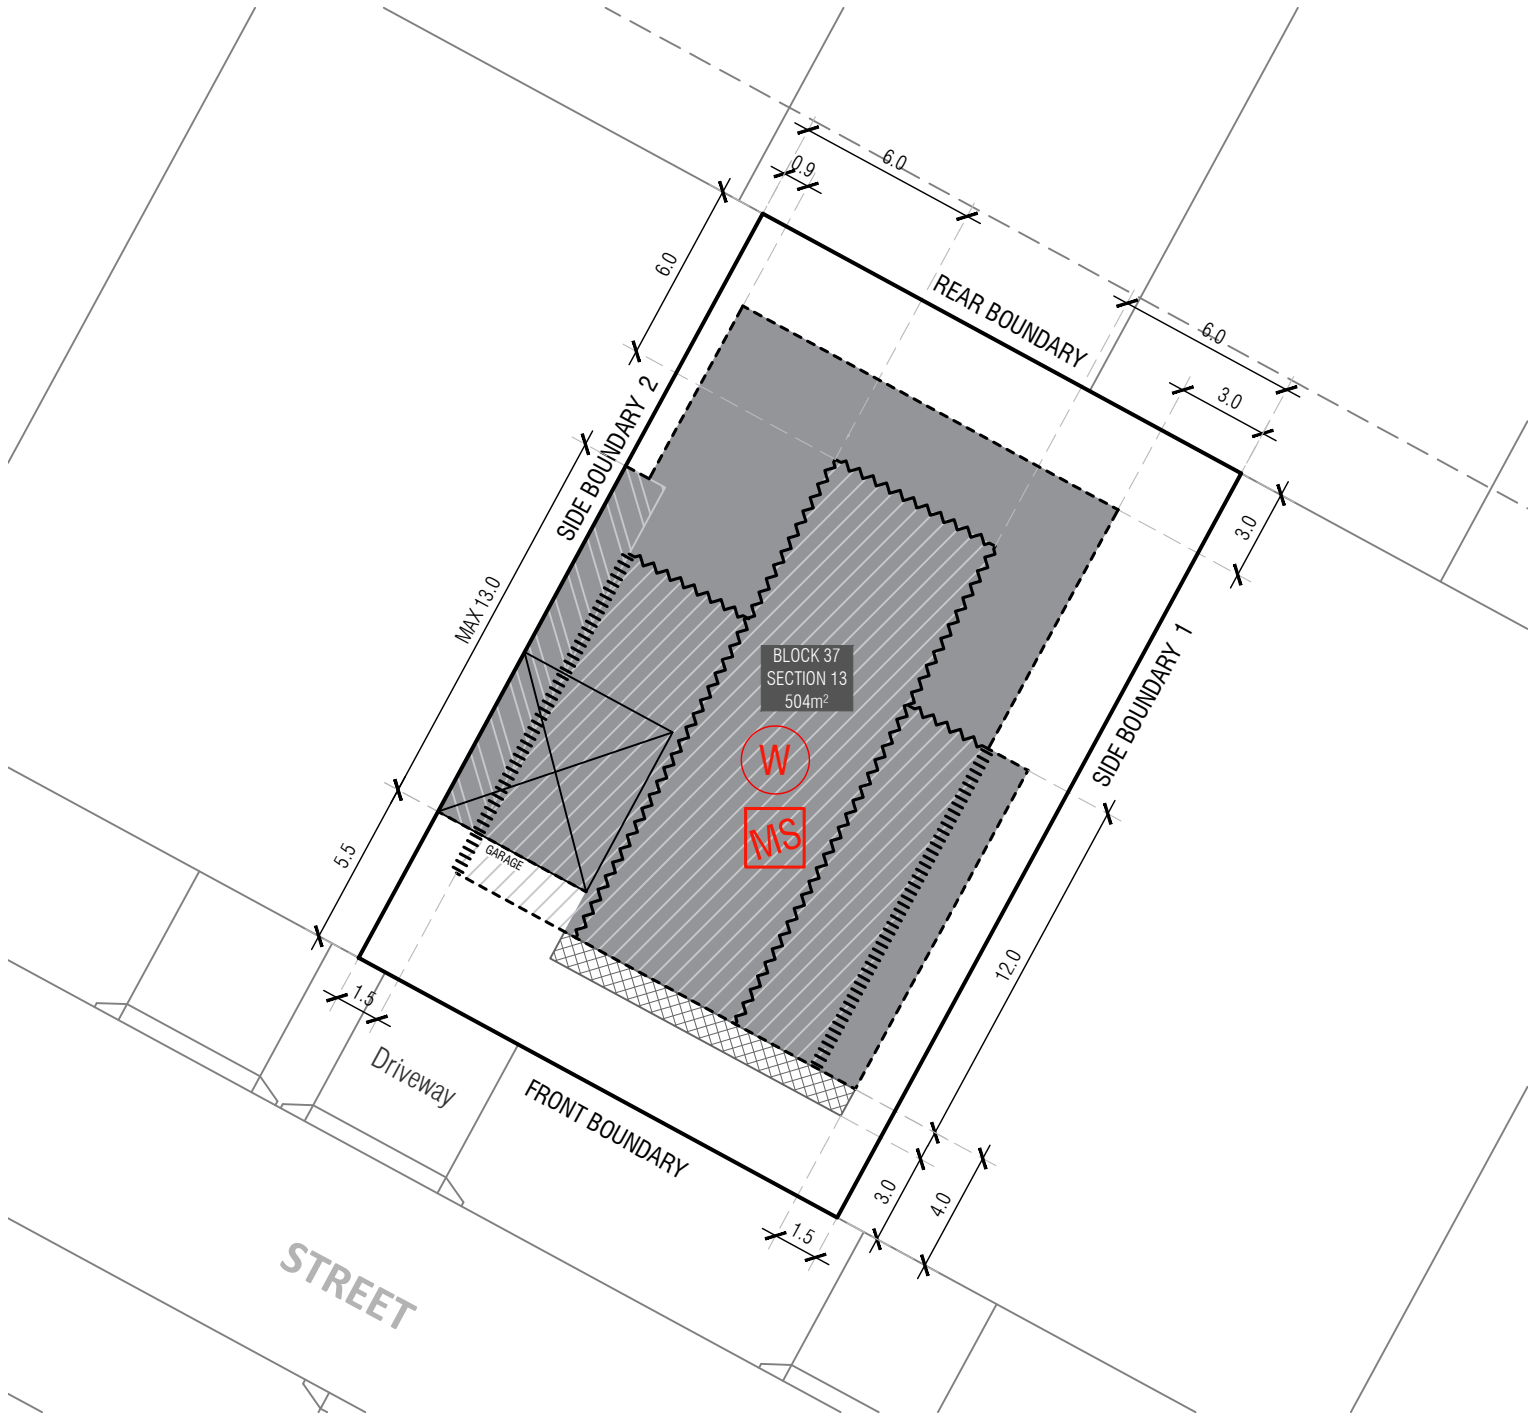 6.0
0.9
6.0
REAR BOUNDARY
6.0
3.0
SIDE BOUNDARY 2
3.0
MAX 13.0
BLOCK 37
SECTION 13
504m²
SIDE BOUNDARY 1
W
MS
GARAGE
5.5
12.0
1.5
Driveway
FRONT BOUNDARY
3.0
4.0
1.5
STREET